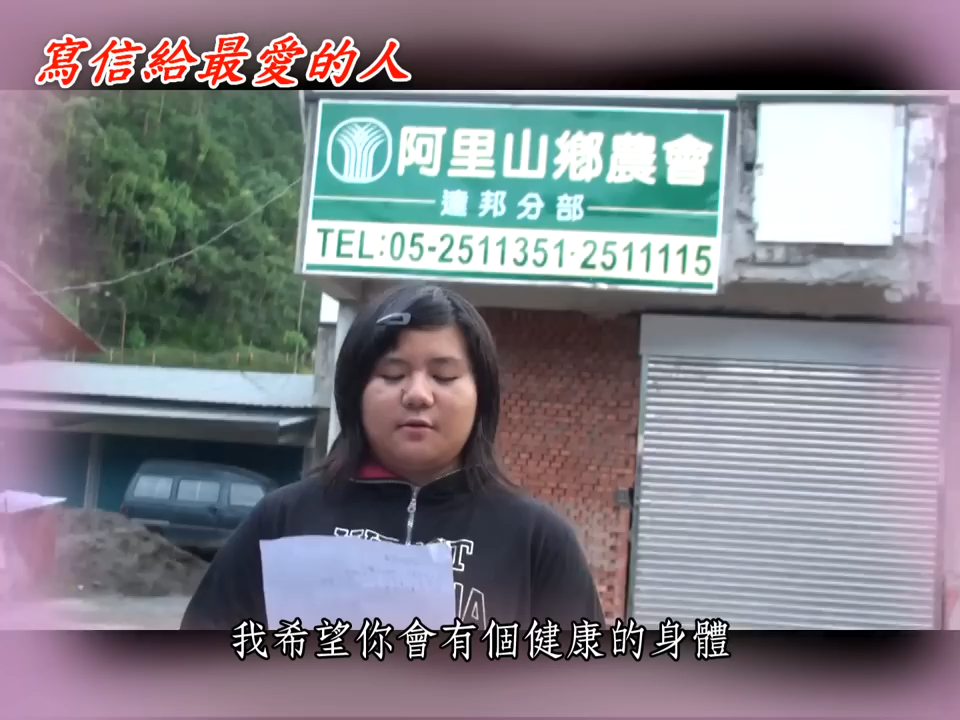 寫信給最愛的人
阿里山鄉農會
達邦分部
TEL:05-2511351·2511115
我希望你會有個健康的身體